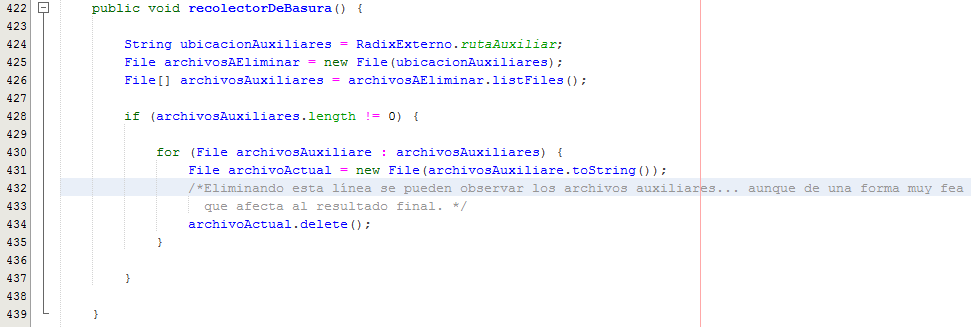 422 public void recolectorDeBasura() {
423
424 String ubicacionAuxiliares = RadixExterno.rutaAuxiliar;
425 File archivosAEliminar = new File(ubicacionAuxiliares);
426 File[] archivosAuxiliares = archivosAEliminar.listFiles();
427
428 if (archivosAuxiliares.length != 0) {
429
430 for (File archivosAuxiliare : archivosAuxiliares) {
431 File archivoActual = new File(archivosAuxiliare.toString());
432 /*Eliminando esta línea se pueden observar los archivos auxiliares... aunque de una forma muy fea
433 que afecta al resultado final. */
434 archivoActual.delete();
435 }
436
437 }
438
439 }